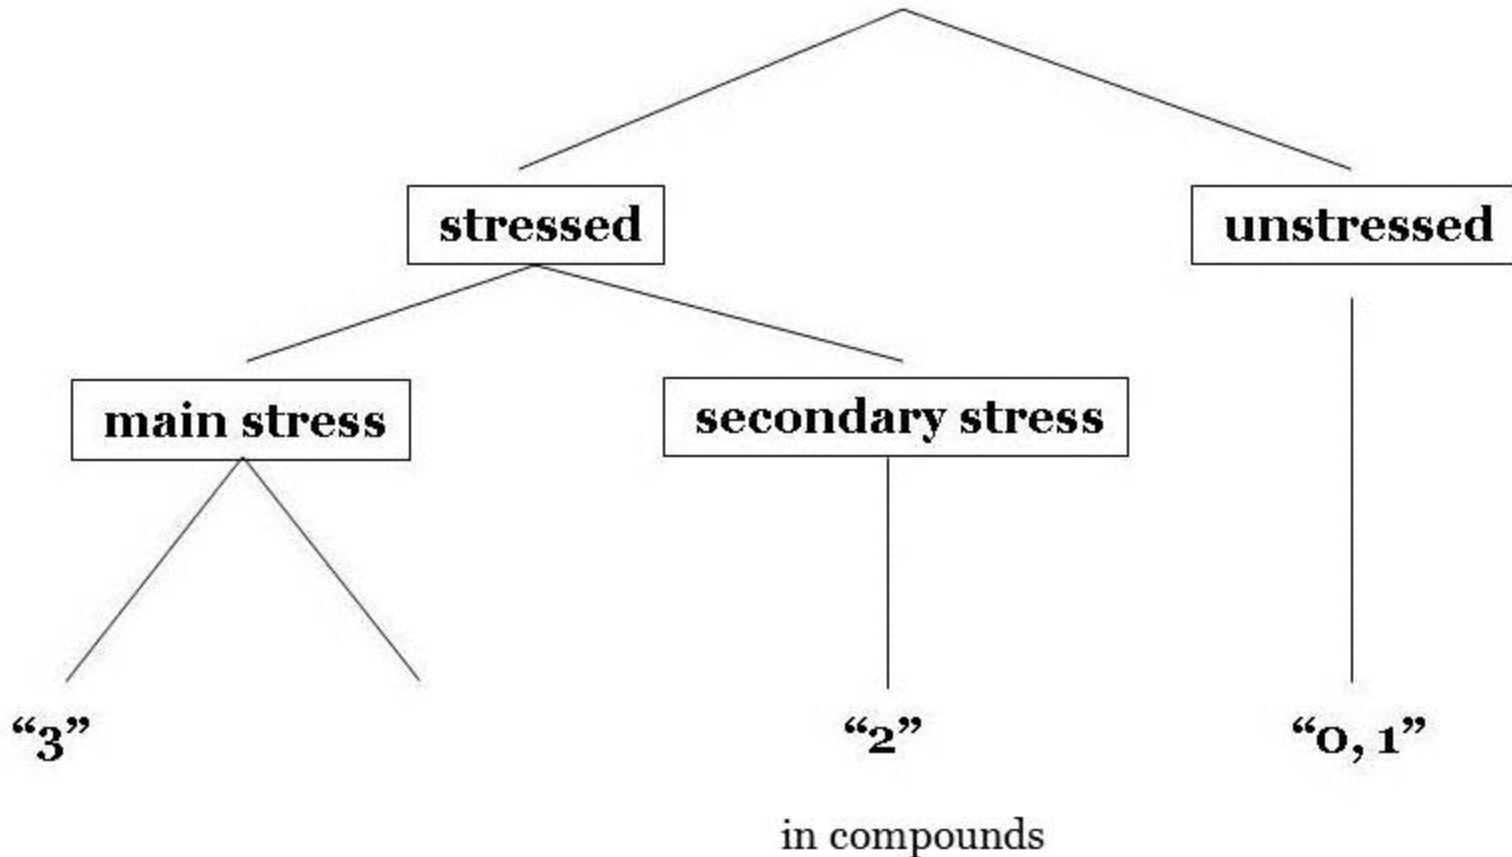 stressed unstressed
main stress secondary stress
“3” “2” “0, 1”
in compounds